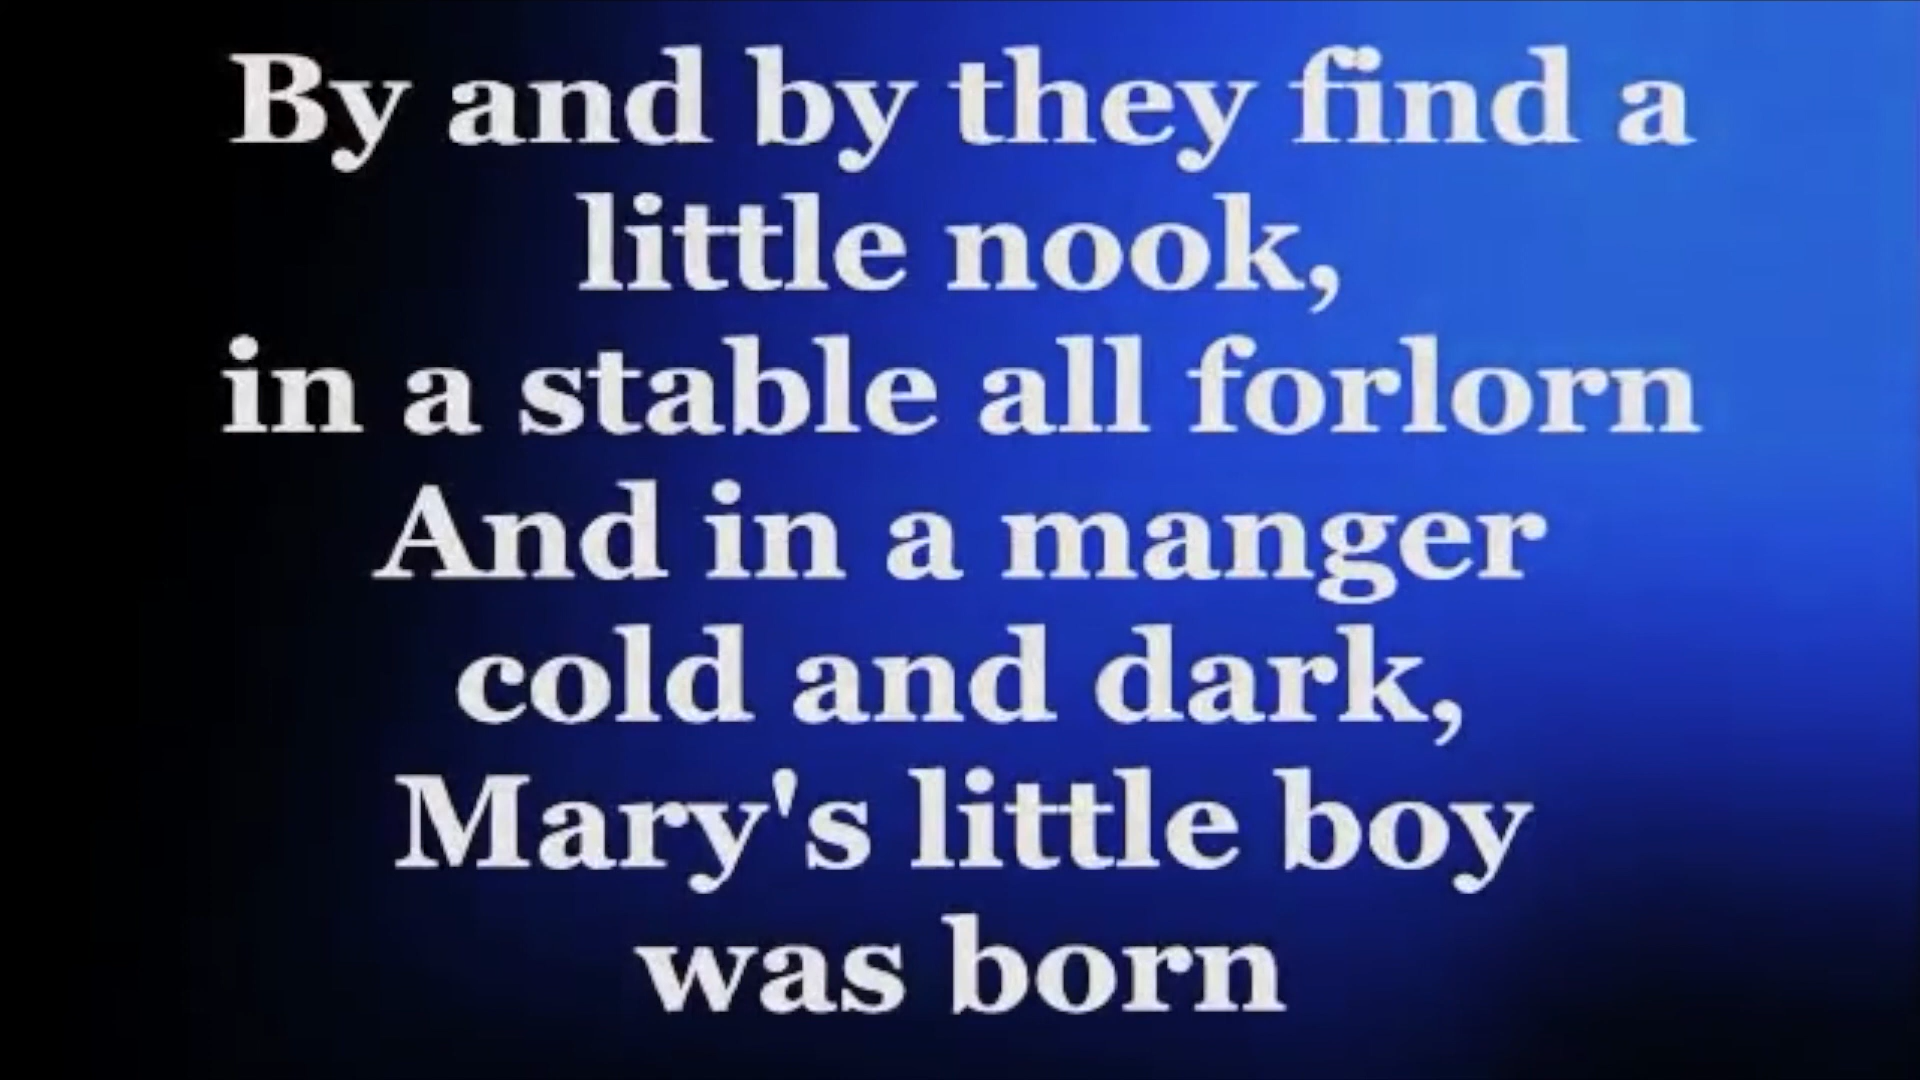 By and by they find a
little nook,
in a stable all forlorn
And in a manger
cold and dark,
Mary's little boy
was born